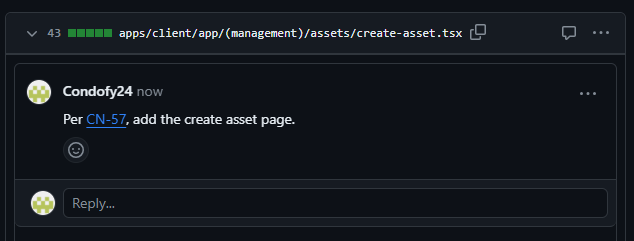 43 apps/client/app/(management)/assets/create-asset.tsx
Condofy24 now
Per CN-57, add the create asset page.
Reply...